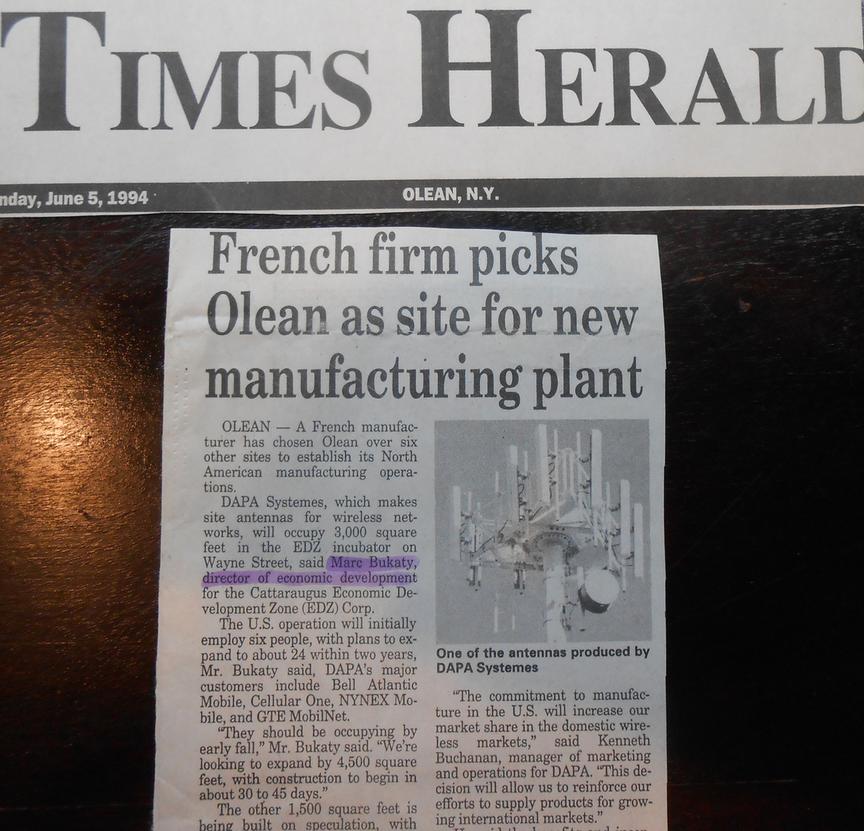 TIMES HERALD
nday, June 5, 1994
OLEAN, N.Y.
French firm picks
Olean as site for new
manufacturing plant
OLEAN — A French manufac-
turer has chosen Olean over six
other sites to establish its North
American manufacturing opera-
tions.
DAPA Systemes, which makes
site antennas for wireless net-
works, will occupy 3,000 square
feet in the EDZ incubator on
Wayne Street, said Marc Bukaty,
director of economic development
for the Cattaraugus Economic De-
velopment Zone (EDZ) Corp.
The U.S. operation will initially
employ six people, with plans to ex-
pand to about 24 within two years,
Mr. Bukaty said, DAPA's major
customers include Bell Atlantic
Mobile, Cellular One, NYNEX Mo-
bile, and GTE MobilNet.
"They should be occupying by
early fall," Mr. Bukaty said. "We're
looking to expand by 4,500 square
feet, with construction to begin in
about 30 to 45 days."
The other 1,500 square feet is
being built on speculation, with
One of the antennas produced by
DAPA Systemes
"The commitment to manufac-
ture in the U.S. will increase our
market share in the domestic wire-
less markets," said Kenneth
Buchanan, manager of marketing
and operations for DAPA. "This de-
cision will allow us to reinforce our
efforts to supply products for grow-
ing international markets."